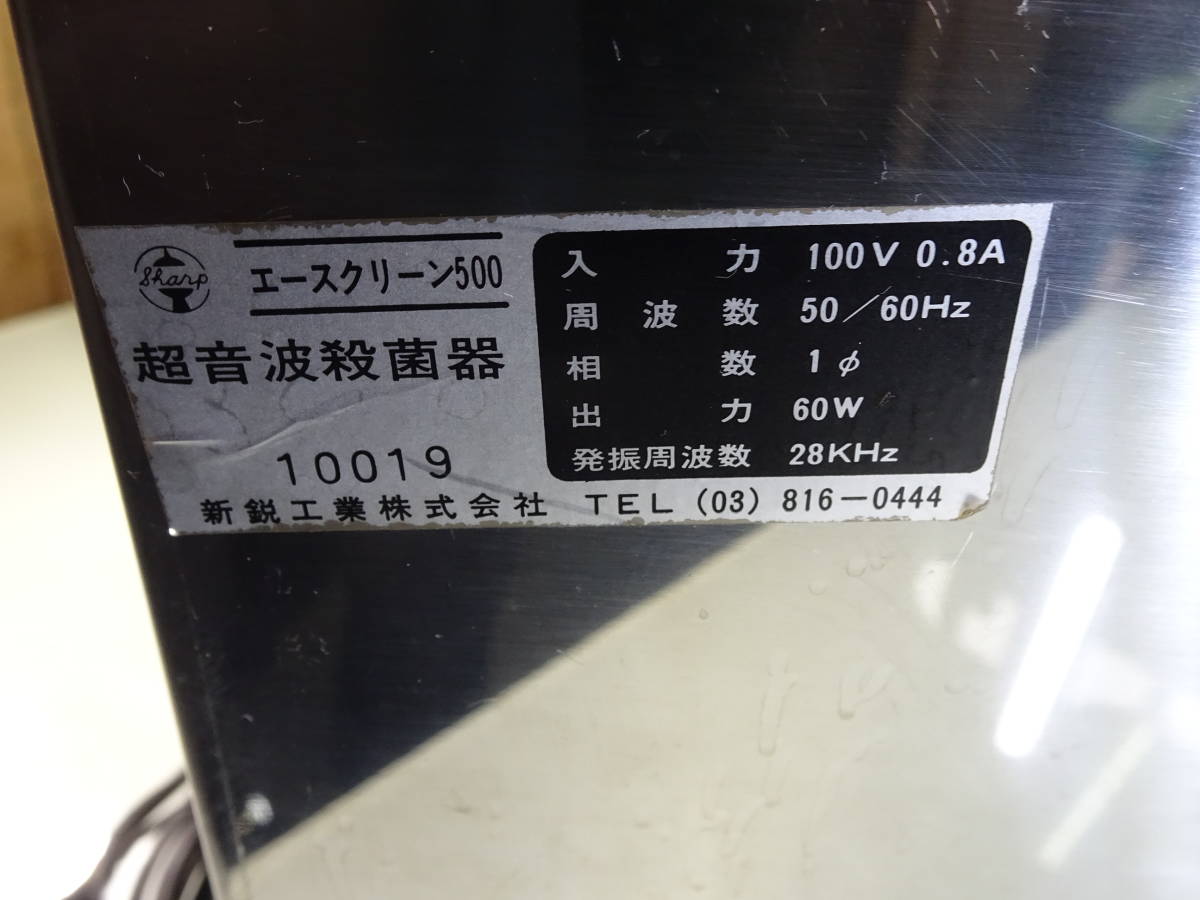 Sharp
エースクリーン500
超音波殺菌器
10019
入力 100V 0.8A
周波数 50/60Hz
相数 1φ
出力 60W
発振周波数 28KHz
新鋭工業株式会社 TEL (03) 816-0444